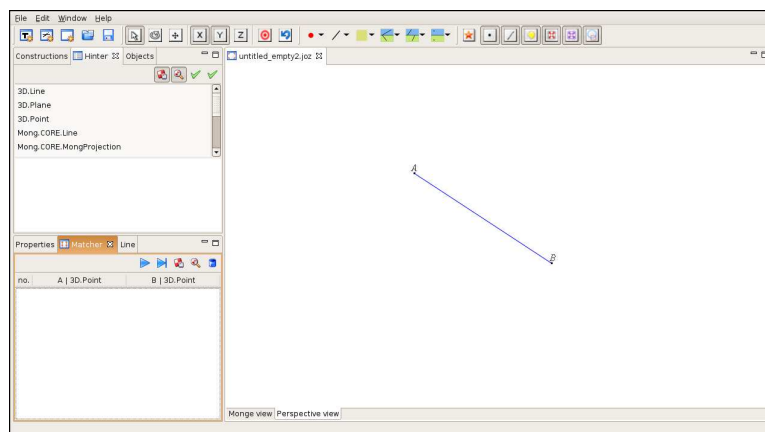 File Edit Window Help
X Y Z
Constructions Hinter Objects
untitled_empty2.joz
3D.Line
3D.Plane
3D.Point
Mong.CORE.Line
Mong.CORE.MongProjection
A
B
Properties Matcher Line
no. A | 3D.Point B | 3D.Point
Monge view Perspective view